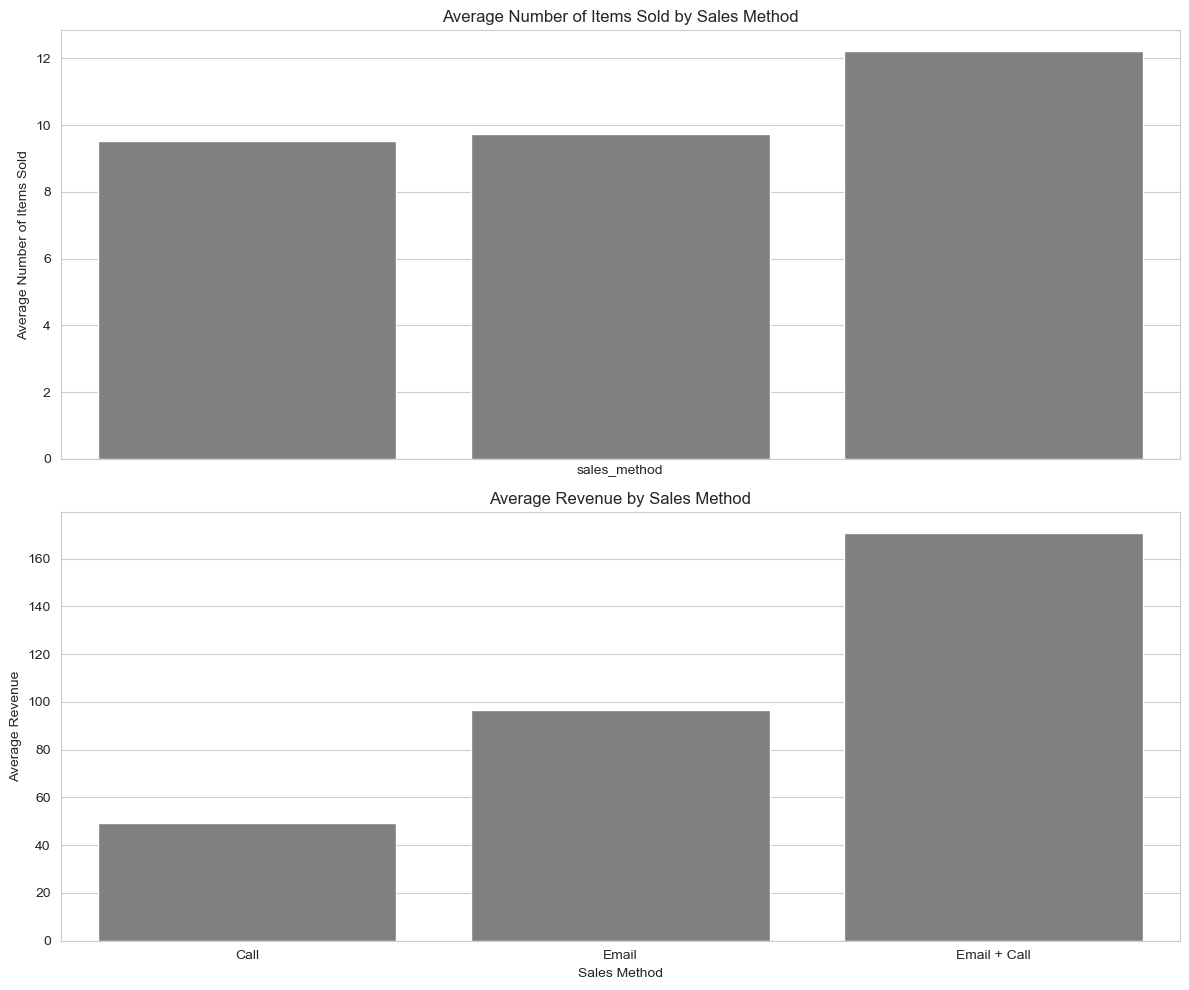 Average Number of Items Sold by Sales Method
Average Number of Items Sold
12
10
8
6
4
2
0
sales_method
Average Revenue by Sales Method
Average Revenue
160
140
120
100
80
60
40
20
0
Call
Email
Email + Call
Sales Method